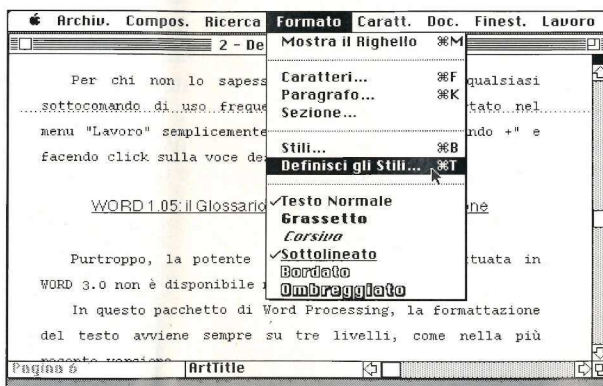 Archiv. Compos. Ricerca Formato Caratt. Doc. Finest. Lavoro
2 - De
Mostra il Righello ⌘M
Caratteri... ⌘F
Paragrafo... ⌘K
Sezione...
Stili... ⌘B
Definisci gli Stili... ⌘T
✓Testo Normale
Grassetto
Corsivo
✓Sottolineato
Bordato
Ombreggiato
Per chi non lo sapess qualsiasi
sottocomando di uso freque tato nel
menu "Lavoro" semplicemente ndo +" e
facendo click sulla voce de
WORD 1.05: il Glossario ne
Purtroppo, la potente tuata in
WORD 3.0 non è disponibile
In questo pacchetto di Word Processing, la formattazione
del testo avviene sempre su tre livelli, come nella più
recente versione
Pagina 6 ArtTitle